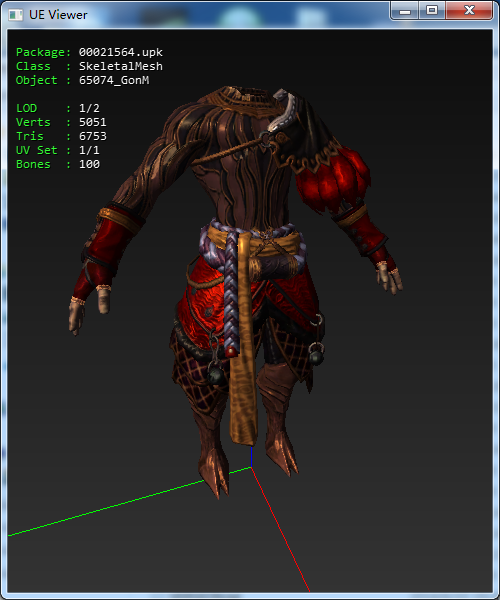 UE Viewer
Package: 00021564.upk
Class : SkeletalMesh
Object : 65074_GonM
LOD : 1/2
Verts : 5051
Tris : 6753
UV Set : 1/1
Bones : 100